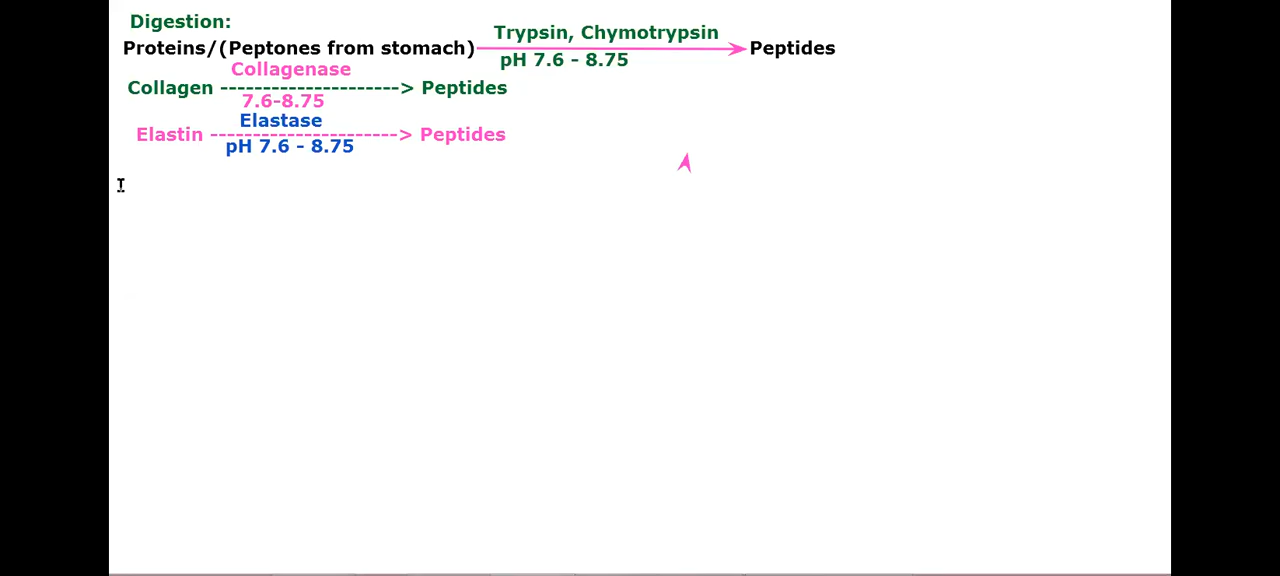 Digestion:
Trypsin, Chymotrypsin
Proteins/(Peptones from stomach) Peptides
pH 7.6 - 8.75
Collagenase
Collagen ---------------------> Peptides
7.6-8.75
Elastase
Elastin ----------------------> Peptides
pH 7.6 - 8.75